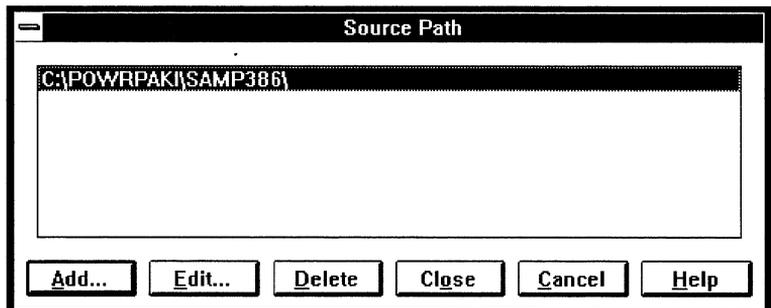 Source Path
C:\POWRPAKI\SAMP386\
Add... Edit... Delete Close Cancel Help